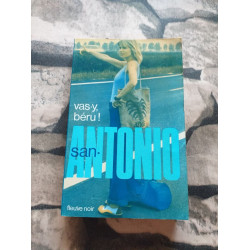 vas-y,
béru !
san-
ANTONIO
fleuve noir